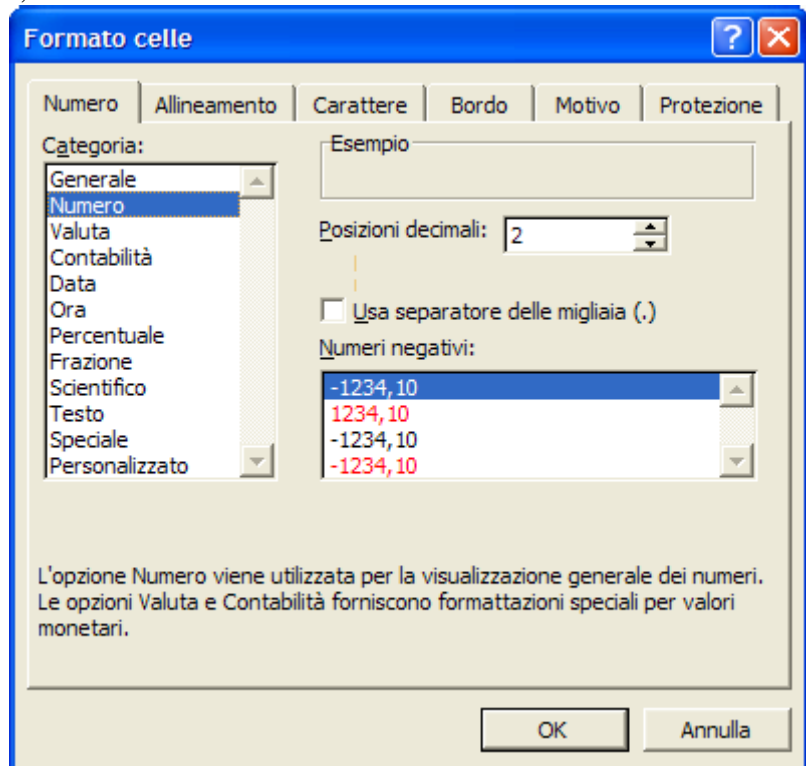 Formato celle
Numero Allineamento Carattere Bordo Motivo Protezione
Categoria:
Generale
Numero
Valuta
Contabilità
Data
Ora
Percentuale
Frazione
Scientifico
Testo
Speciale
Personalizzato
Esempio
Posizioni decimali: 2
Usa separatore delle migliaia (.)
Numeri negativi:
-1234,10
1234,10
-1234,10
-1234,10
L'opzione Numero viene utilizzata per la visualizzazione generale dei numeri.
Le opzioni Valuta e Contabilità forniscono formattazioni speciali per valori
monetari.
OK Annulla